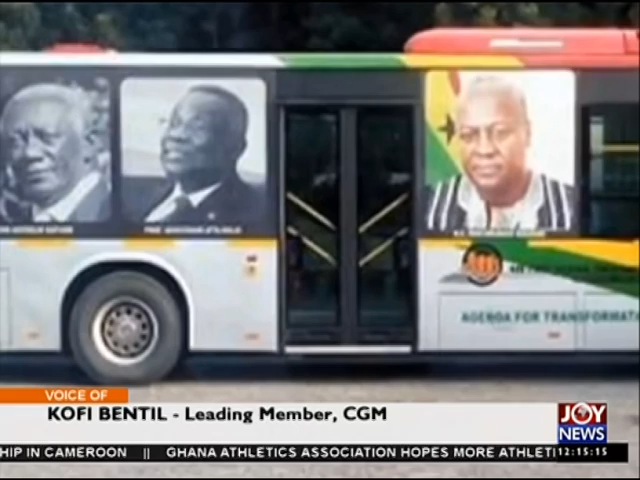 AGENDA FOR TRANSFORMATI
VOICE OF
KOFI BENTIL - Leading Member, CGM
JOY
NEWS
HIP IN CAMEROON || GHANA ATHLETICS ASSOCIATION HOPES MORE ATHLETI
12:15:15